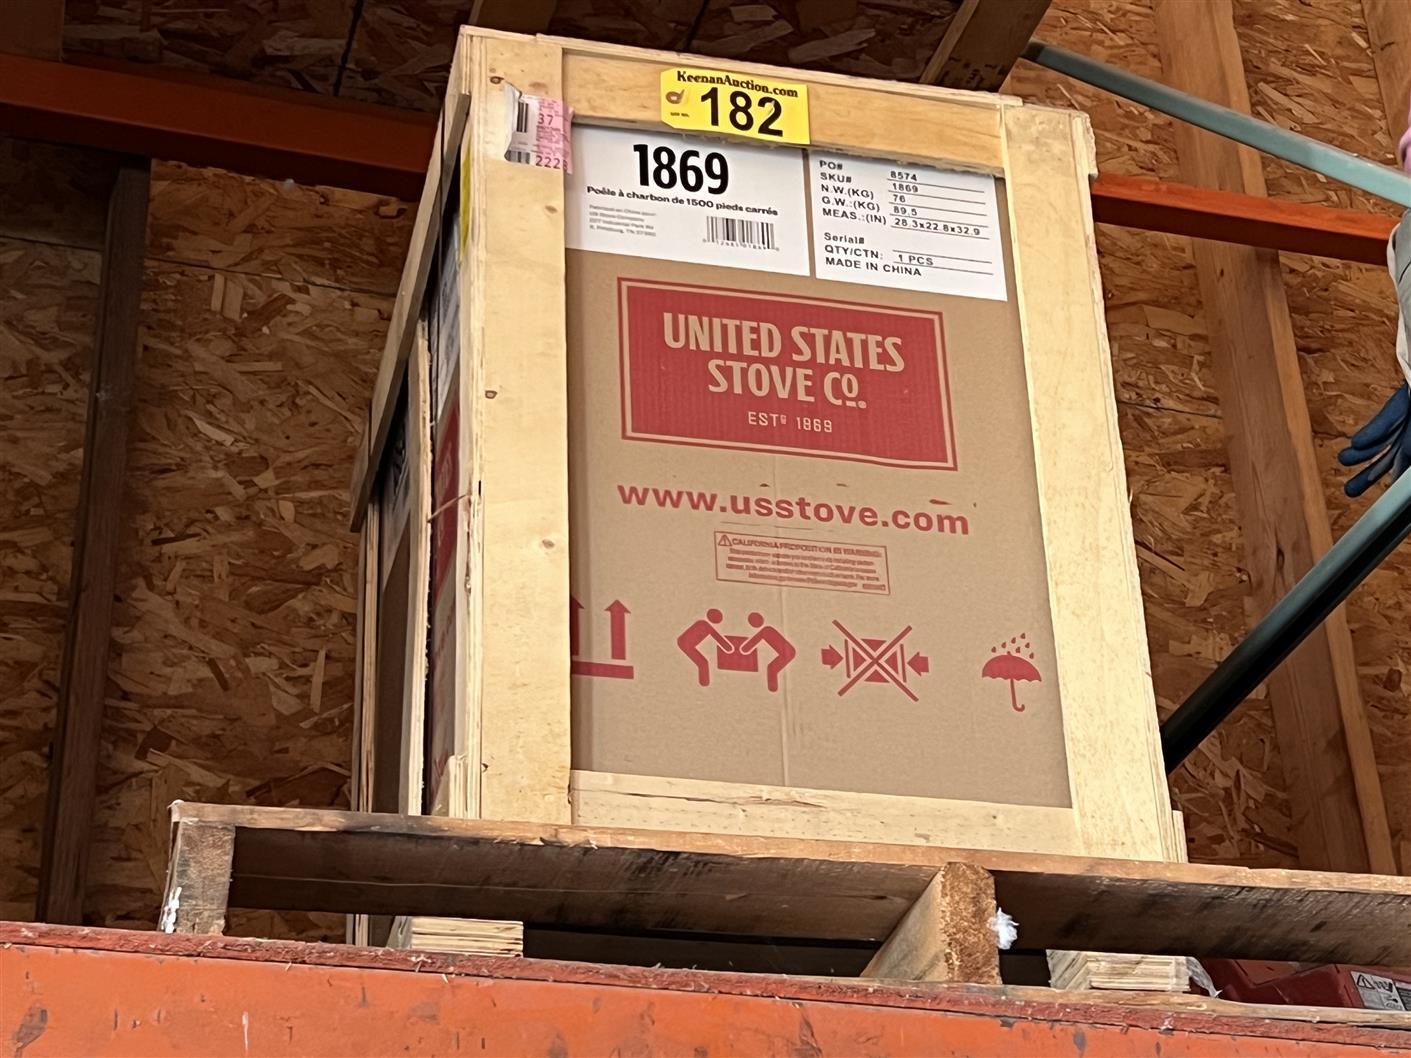 KeenanAuction.com
182
37
2228
1869
Poêle à charbon de 1500 pieds carrés
PO# 8574
SKU# 1869
N.W.(KG) 76
G.W.:(KG) 89.5
MEAS.:(IN) 28.3x22.8x32.9
Serial#
QTY/CTN: 1 PCS
MADE IN CHINA
UNITED STATES
STOVE CO.
ESTD 1869
www.usstove.com
CALIFORNIA PROPOSITION 65 WARNING: